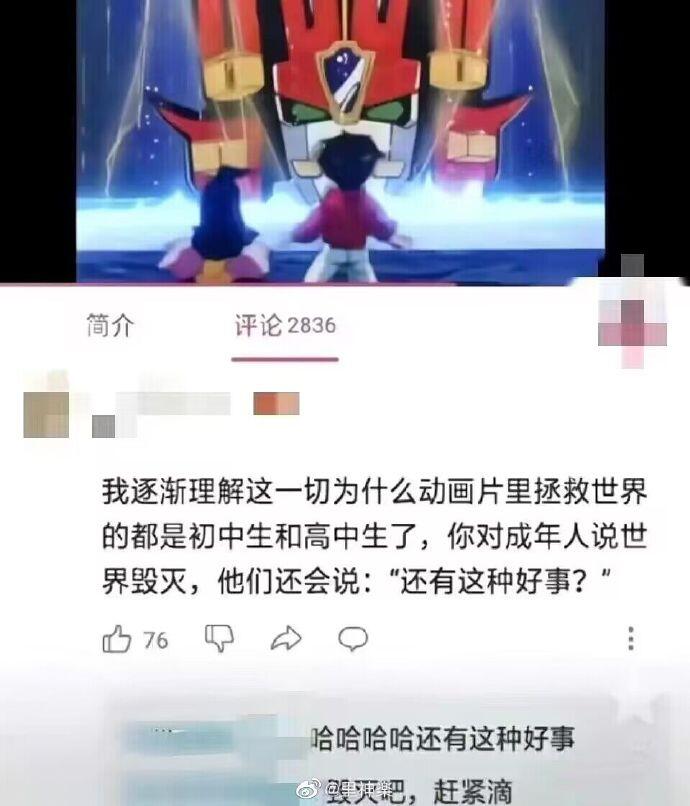 简介
评论 2836
我逐渐理解这一切为什么动画片里拯救世界
的都是初中生和高中生了，你对成年人说世
界毁灭，他们还会说：“还有这种好事？”
76
哈哈哈哈还有这种好事
毁灭吧，赶紧滴
@里神樂